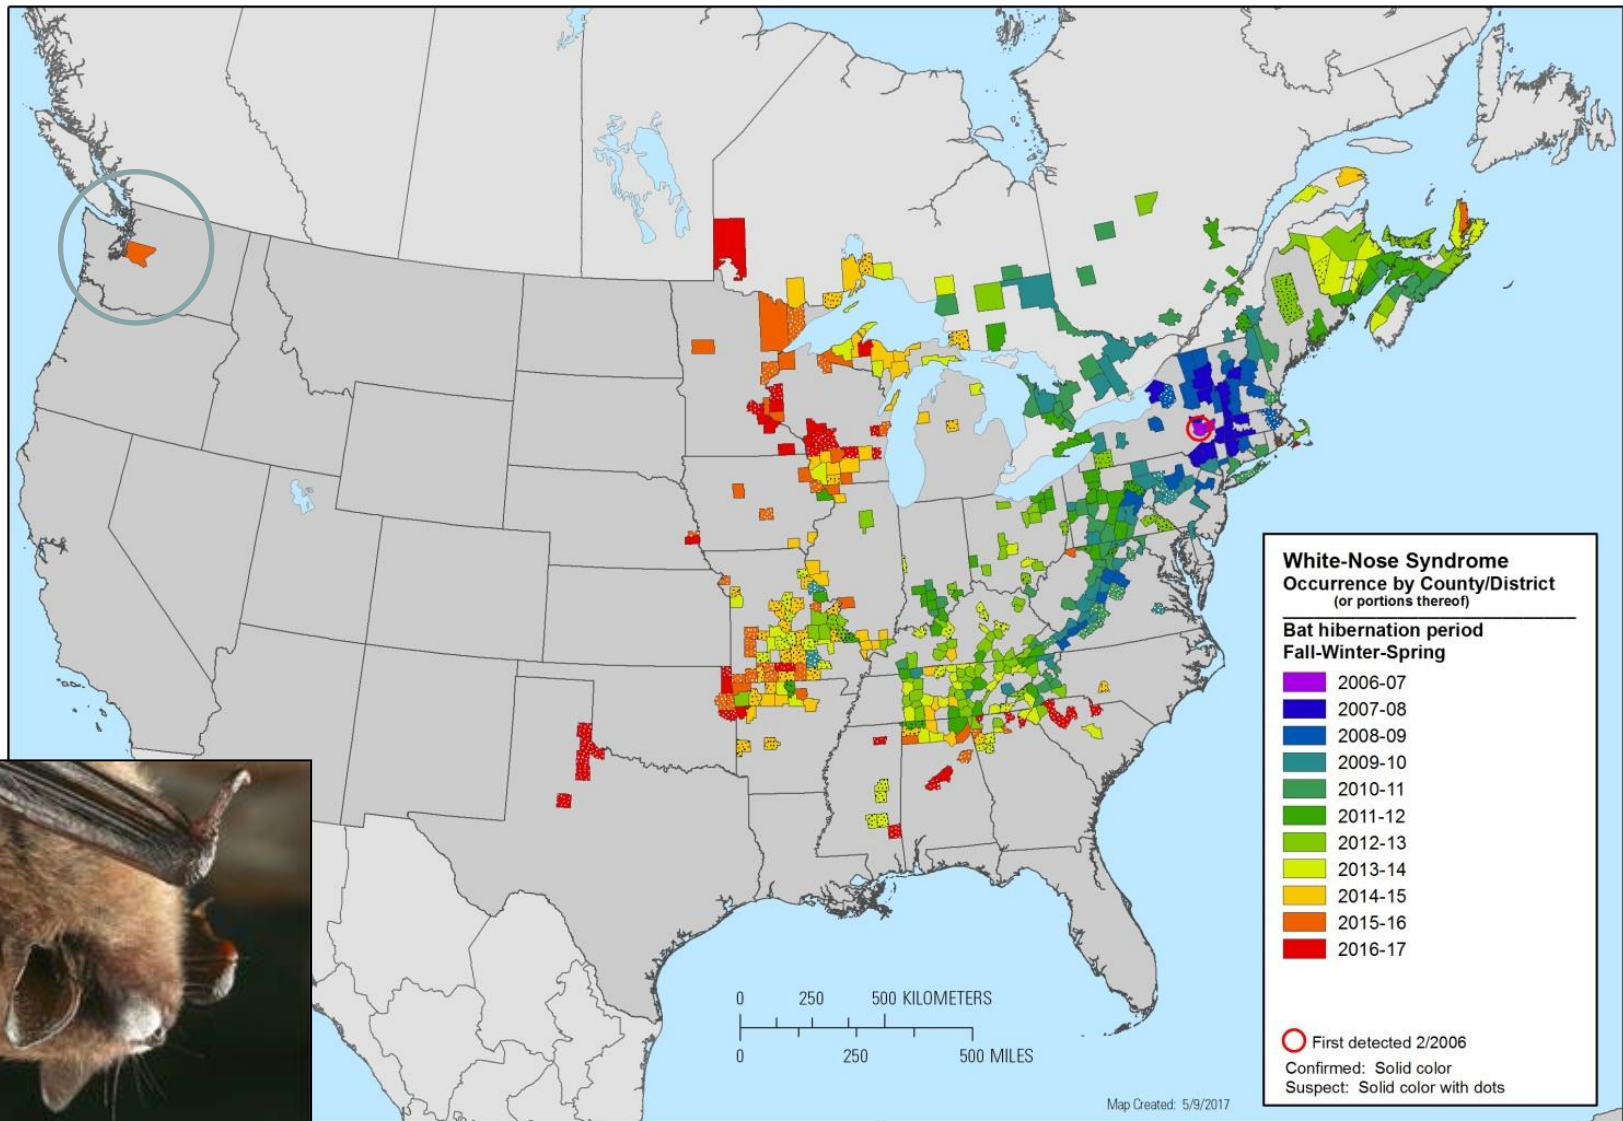 White-Nose Syndrome
Occurrence by County/District
(or portions thereof)
Bat hibernation period
Fall-Winter-Spring
2006-07
2007-08
2008-09
2009-10
2010-11
2011-12
2012-13
2013-14
2014-15
2015-16
2016-17
First detected 2/2006
Confirmed: Solid color
Suspect: Solid color with dots
0 250 500 KILOMETERS
0 250 500 MILES
Map Created: 5/9/2017